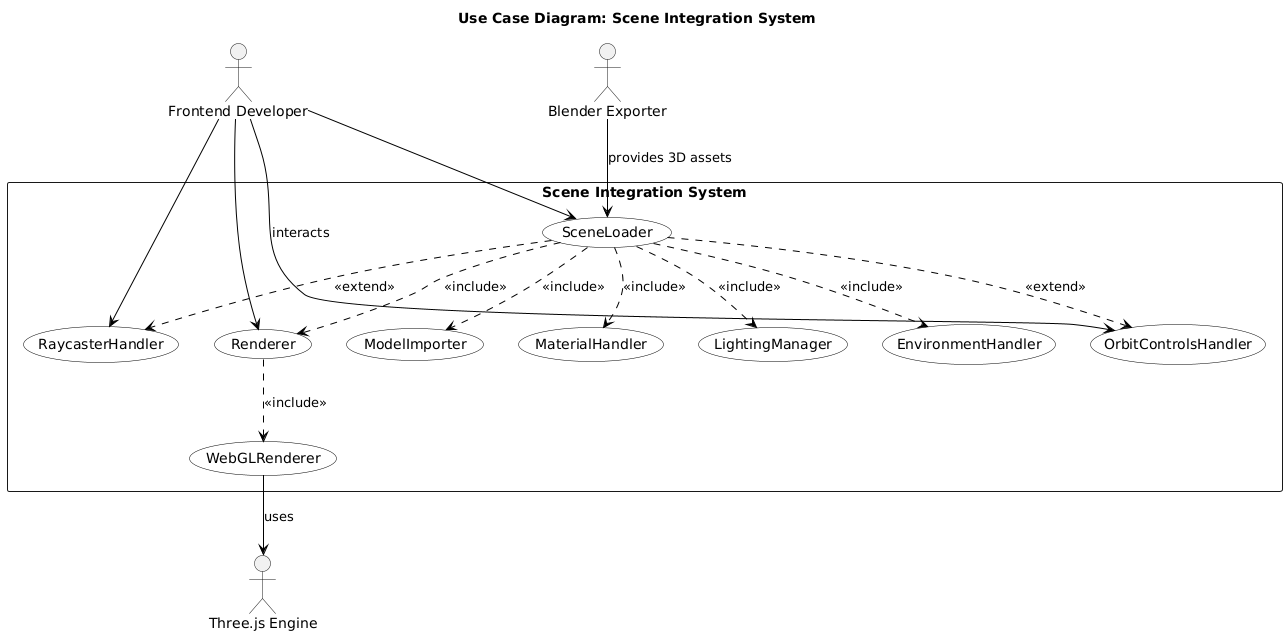 Use Case Diagram: Scene Integration System
Frontend Developer
Blender Exporter
provides 3D assets
Scene Integration System
interacts
SceneLoader
«extend»
«include»
«include»
«include»
«include»
«include»
«extend»
RaycasterHandler
Renderer
ModelImporter
MaterialHandler
LightingManager
EnvironmentHandler
OrbitControlsHandler
«include»
WebGLRenderer
uses
Three.js Engine